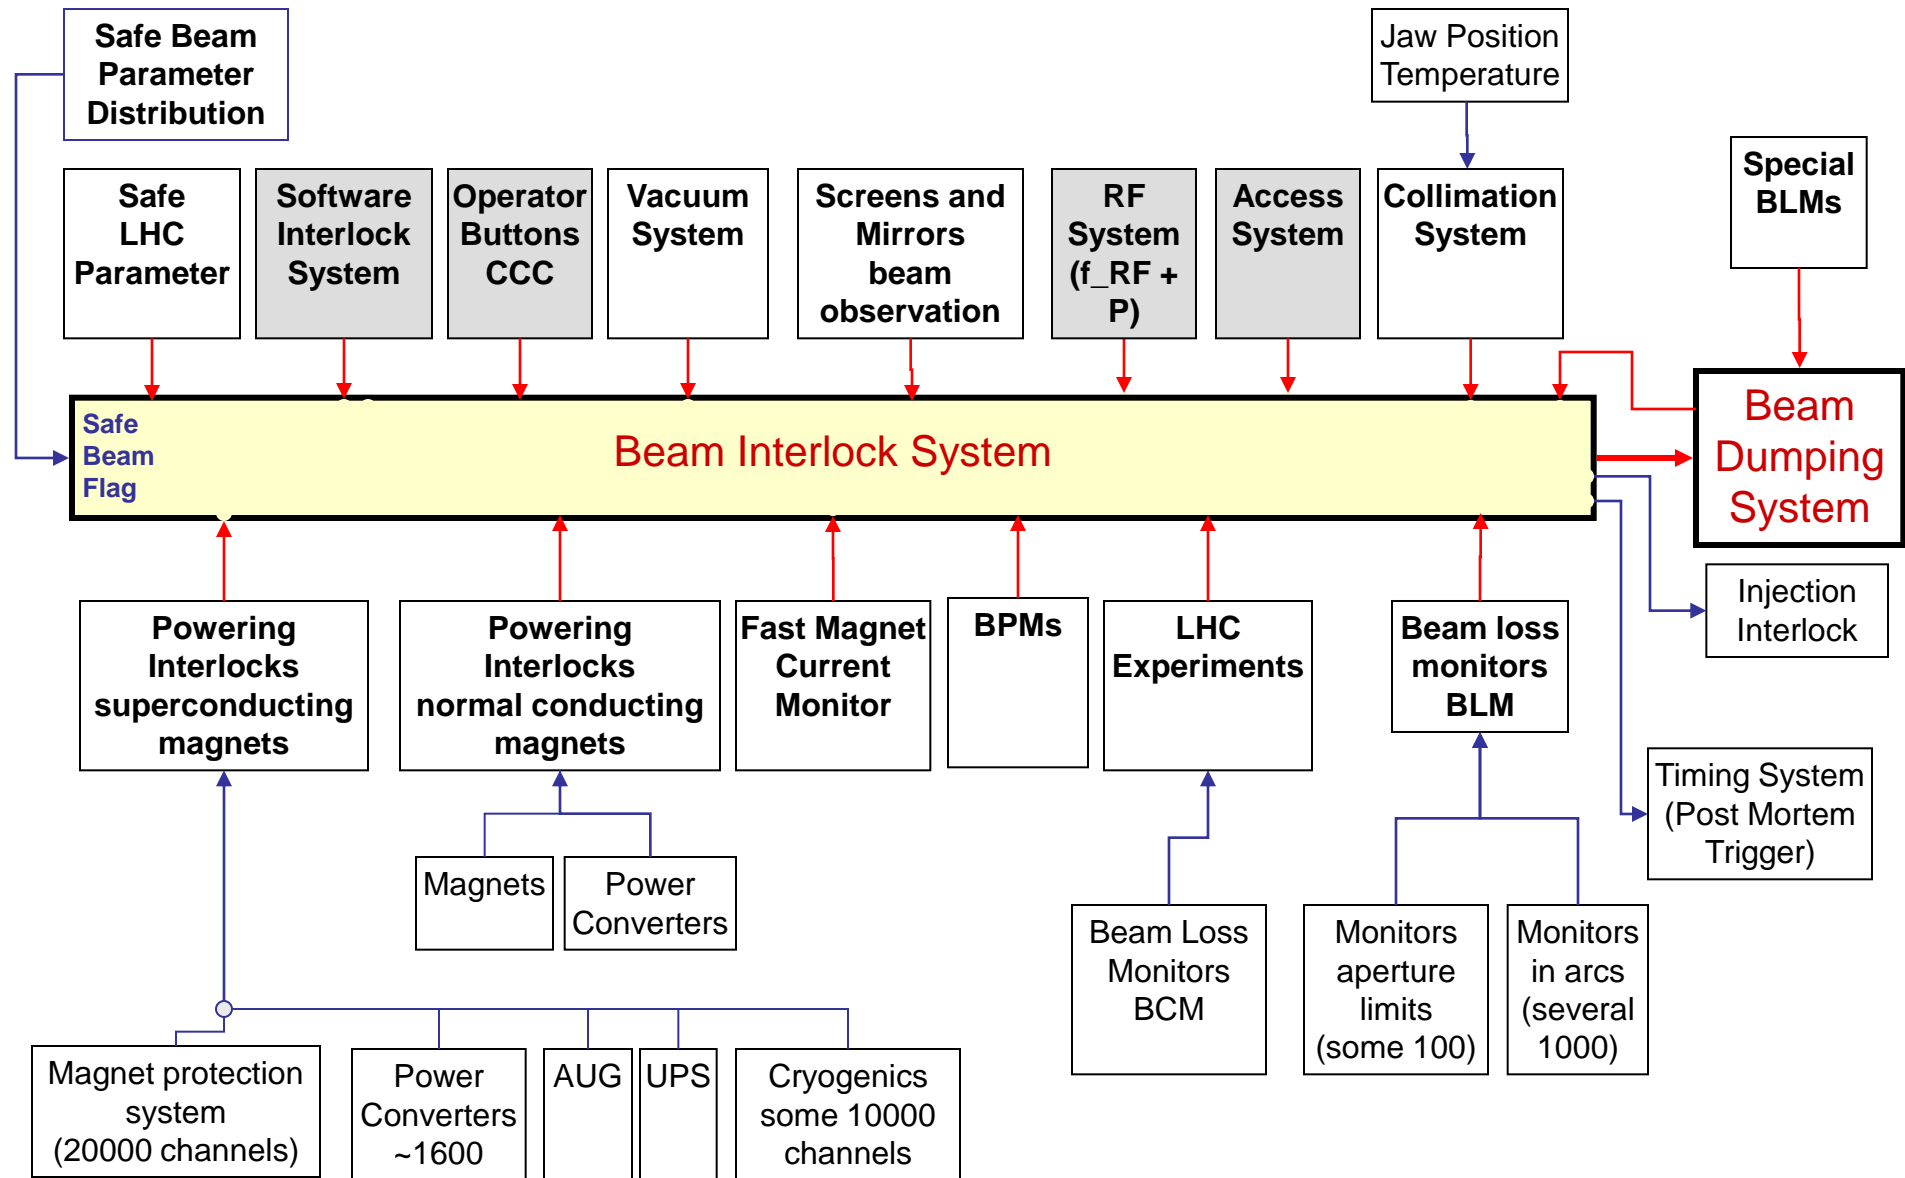 Safe Beam
Parameter
Distribution
Jaw Position
Temperature
Safe
LHC
Parameter
Software
Interlock
System
Operator
Buttons
CCC
Vacuum
System
Screens and
Mirrors
beam
observation
RF
System
(f_RF +
P)
Access
System
Collimation
System
Special
BLMs
Safe
Beam
Flag
Beam Interlock System
Beam
Dumping
System
Injection
Interlock
Powering
Interlocks
superconducting
magnets
Powering
Interlocks
normal conducting
magnets
Fast Magnet
Current
Monitor
BPMs
LHC
Experiments
Beam loss
monitors
BLM
Timing System
(Post Mortem
Trigger)
Magnets
Power
Converters
Beam Loss
Monitors
BCM
Monitors
aperture
limits
(some 100)
Monitors
in arcs
(several
1000)
Magnet protection
system
(20000 channels)
Power
Converters
~1600
AUG
UPS
Cryogenics
some 10000
channels